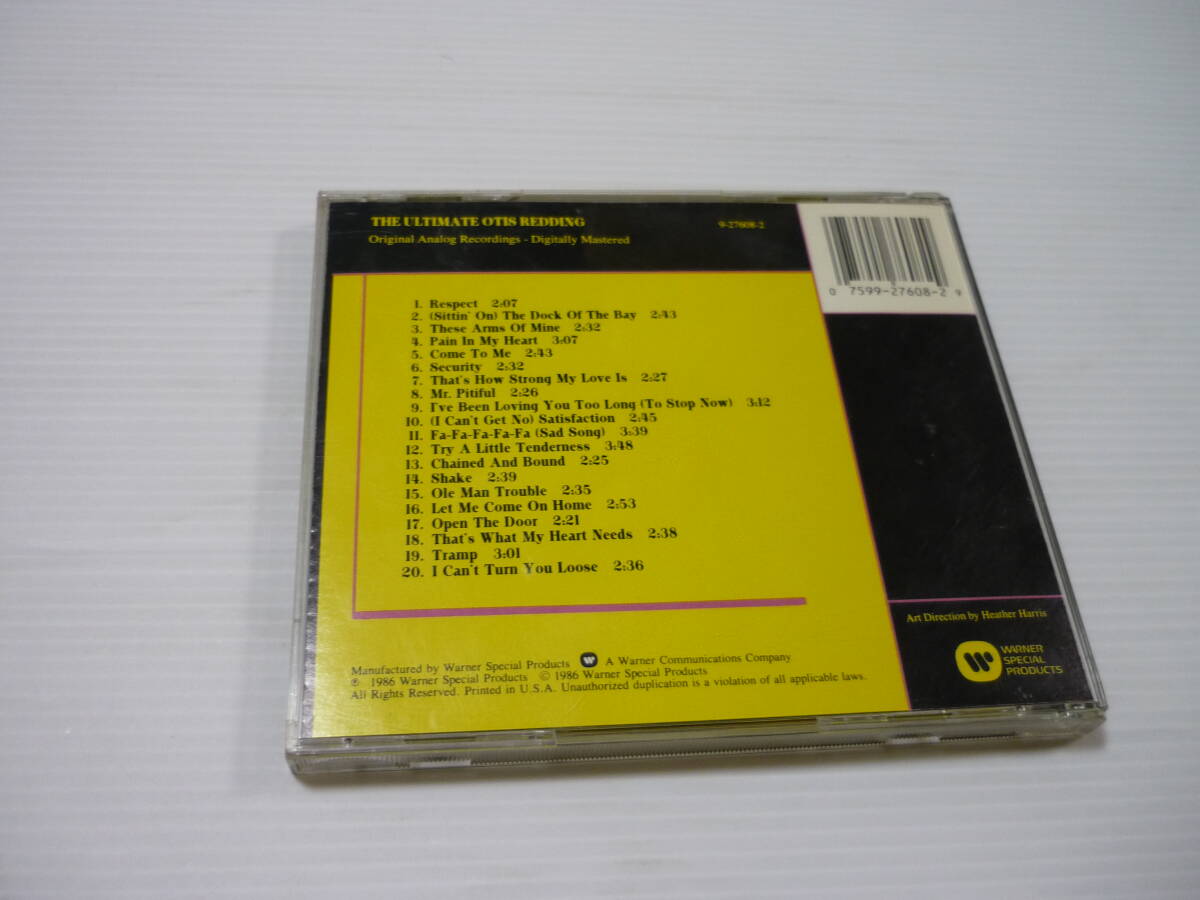 THE ULTIMATE OTIS REDDING
9-27608-2
Original Analog Recordings - Digitally Mastered
0 7599-27608-2 9
1. Respect 2:07
2. (Sittin' On) The Dock Of The Bay 2:43
3. These Arms Of Mine 2:32
4. Pain In My Heart 3:07
5. Come To Me 2:43
6. Security 2:32
7. That's How Strong My Love Is 2:27
8. Mr. Pitiful 2:26
9. I've Been Loving You Too Long (To Stop Now) 3:12
10. (I Can't Get No) Satisfaction 2:45
11. Fa-Fa-Fa-Fa-Fa (Sad Song) 3:39
12. Try A Little Tenderness 3:48
13. Chained And Bound 2:25
14. Shake 2:39
15. Ole Man Trouble 2:35
16. Let Me Come On Home 2:53
17. Open The Door 2:21
18. That's What My Heart Needs 2:38
19. Tramp 3:01
20. I Can't Turn You Loose 2:36
Art Direction by Heather Harris
WARNER
SPECIAL
PRODUCTS
Manufactured by Warner Special Products A Warner Communications Company
℗ 1986 Warner Special Products © 1986 Warner Special Products
All Rights Reserved. Printed in U.S.A. Unauthorized duplication is a violation of all applicable laws.